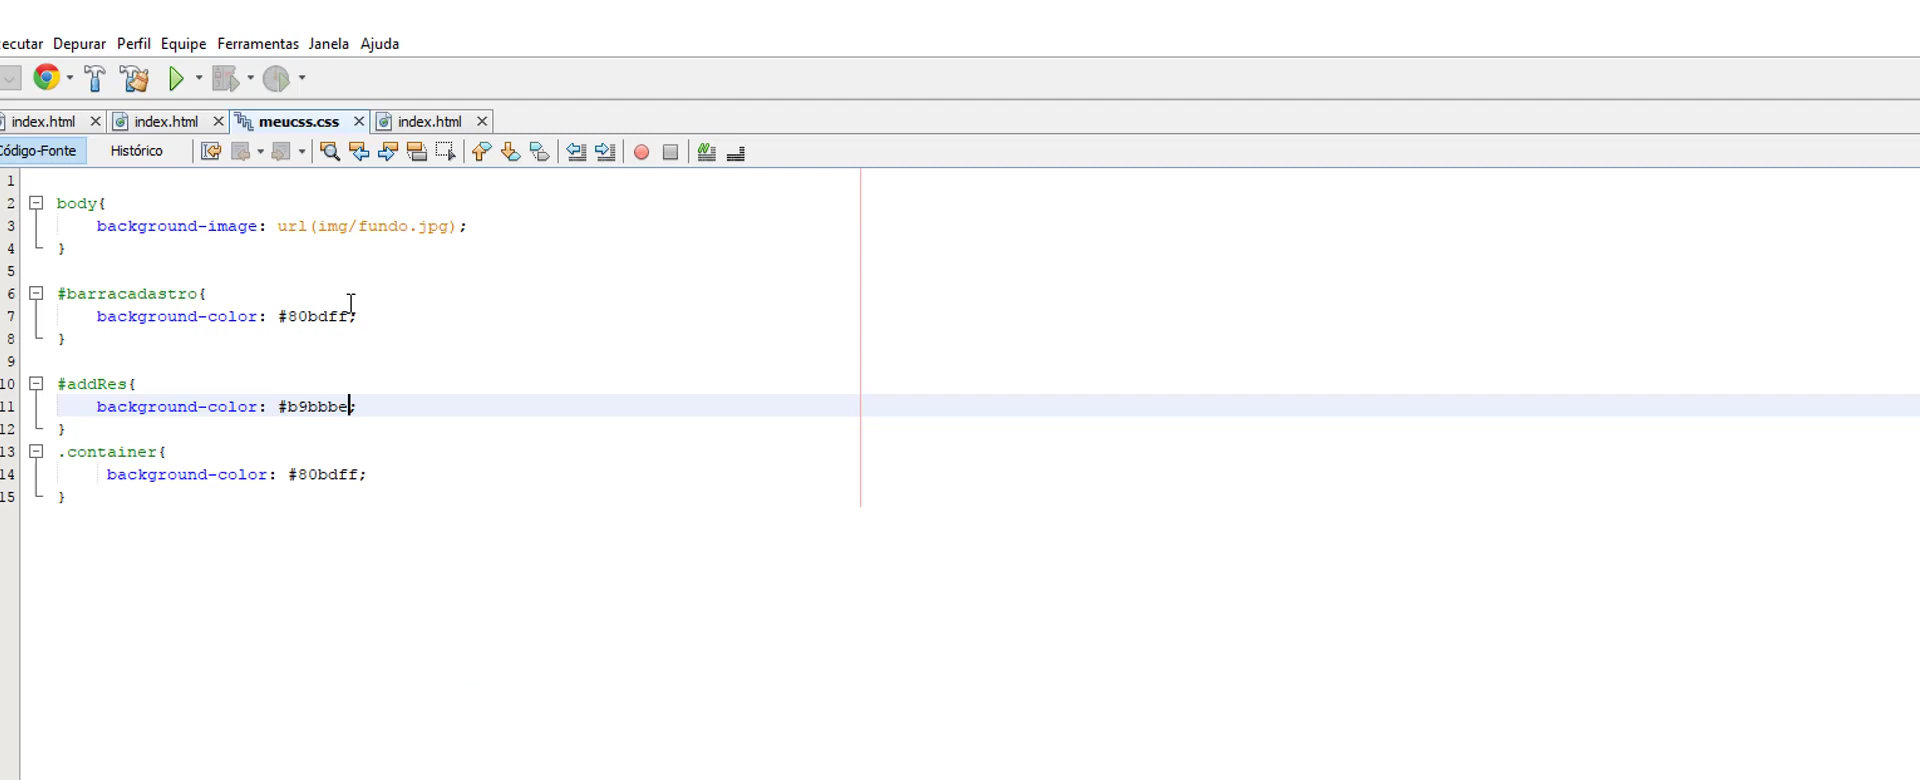 ecutar Depurar Perfil Equipe Ferramentas Janela Ajuda
index.html index.html meucss.css index.html
Código-Fonte Histórico
1
2 body{
3 background-image: url(img/fundo.jpg);
4 }
5
6 #barracadastro{
7 background-color: #80bdff;
8 }
9
10 #addRes{
11 background-color: #b9bbbe;
12 }
13 .container{
14 background-color: #80bdff;
15 }